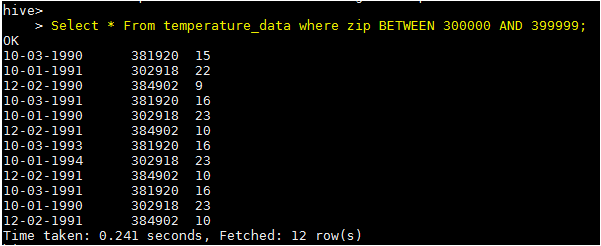 hive>
    > Select * From temperature_data where zip BETWEEN 300000 AND 399999;
OK
10-03-1990      381920  15
10-01-1991      302918  22
12-02-1990      384902  9
10-03-1991      381920  16
10-01-1990      302918  23
12-02-1991      384902  10
10-03-1993      381920  16
10-01-1994      302918  23
12-02-1991      384902  10
10-03-1991      381920  16
10-01-1990      302918  23
12-02-1991      384902  10
Time taken: 0.241 seconds, Fetched: 12 row(s)